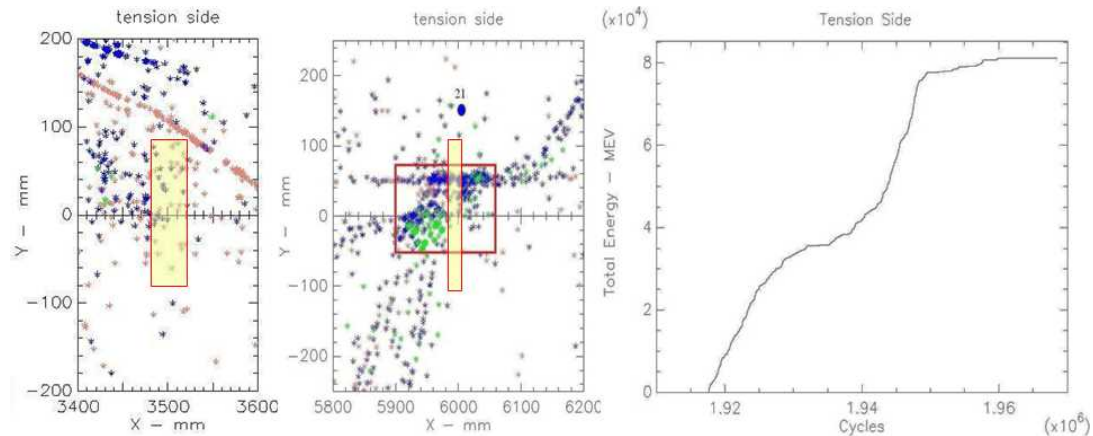 tension side
200
100
0
−100
−200
3400
3500
3600
X − mm
Y − mm
tension side
21
200
0
−200
5800
5900
6000
6100
6200
X − mm
Y − mm
Tension Side
(x10⁴)
8
6
4
2
0
Total Energy − MEV
1.92
1.94
1.96
Cycles
(x10⁶)